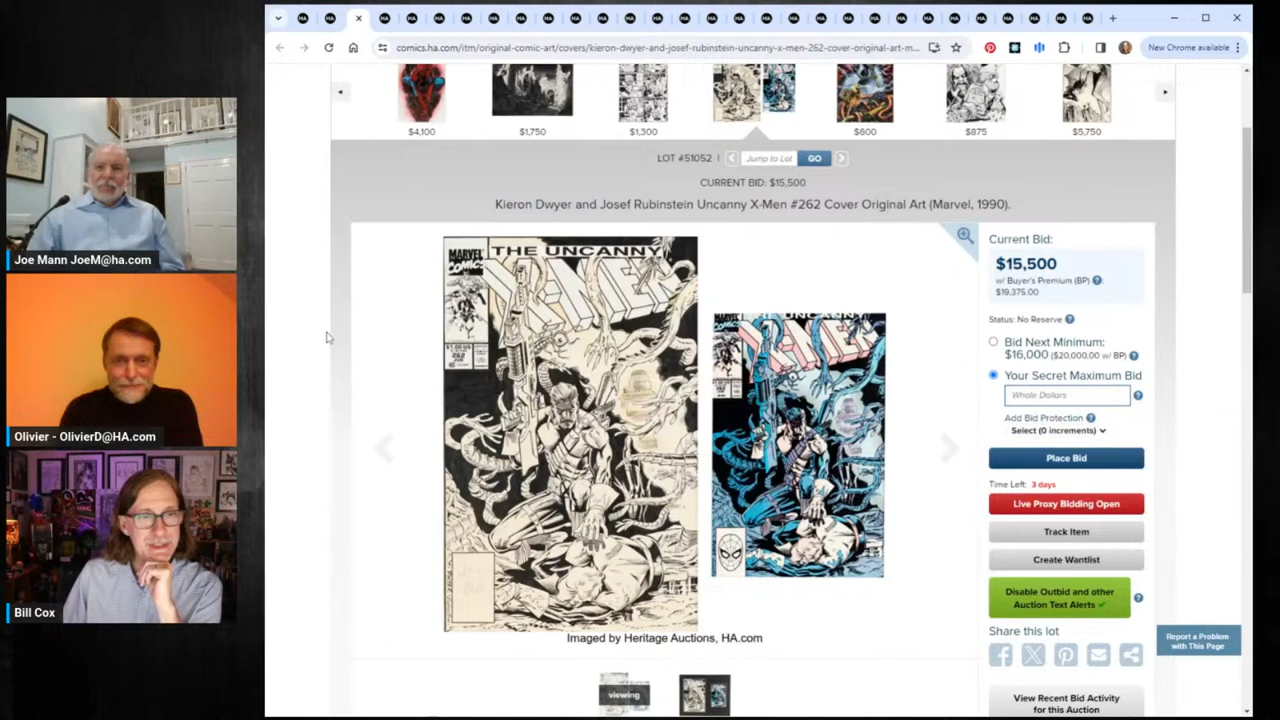 Joe Mann JoeM@ha.com
Olivier - OlivierD@HA.com
Bill Cox
comics.ha.com/itm/original-comic-art/covers/kieron-dwyer-and-josef-rubinstein-uncanny-x-men-262-cover-original-art-m...
New Chrome available
$4,100
$1,750
$1,300
$600
$875
$5,750
LOT #51052 | Jump to Lot GO
CURRENT BID: $15,500
Kieron Dwyer and Josef Rubinstein Uncanny X-Men #262 Cover Original Art (Marvel, 1990).
MARVEL COMICS
THE UNCANNY
X-MEN
262
MARVEL COMICS
X-MEN
Imaged by Heritage Auctions, HA.com
viewing
Current Bid:
$15,500
w/ Buyer's Premium (BP)
$19,375.00
Status: No Reserve
Bid Next Minimum:
$16,000 ($20,000.00 w/ BP)
Your Secret Maximum Bid
Whole Dollars
Add Bid Protection
Select (0 increments)
Place Bid
Time Left: 3 days
Live Proxy Bidding Open
Track Item
Create Wantlist
Disable Outbid and other
Auction Text Alerts ✓
Share this lot
Report a Problem
with This Page
View Recent Bid Activity
for this Auction